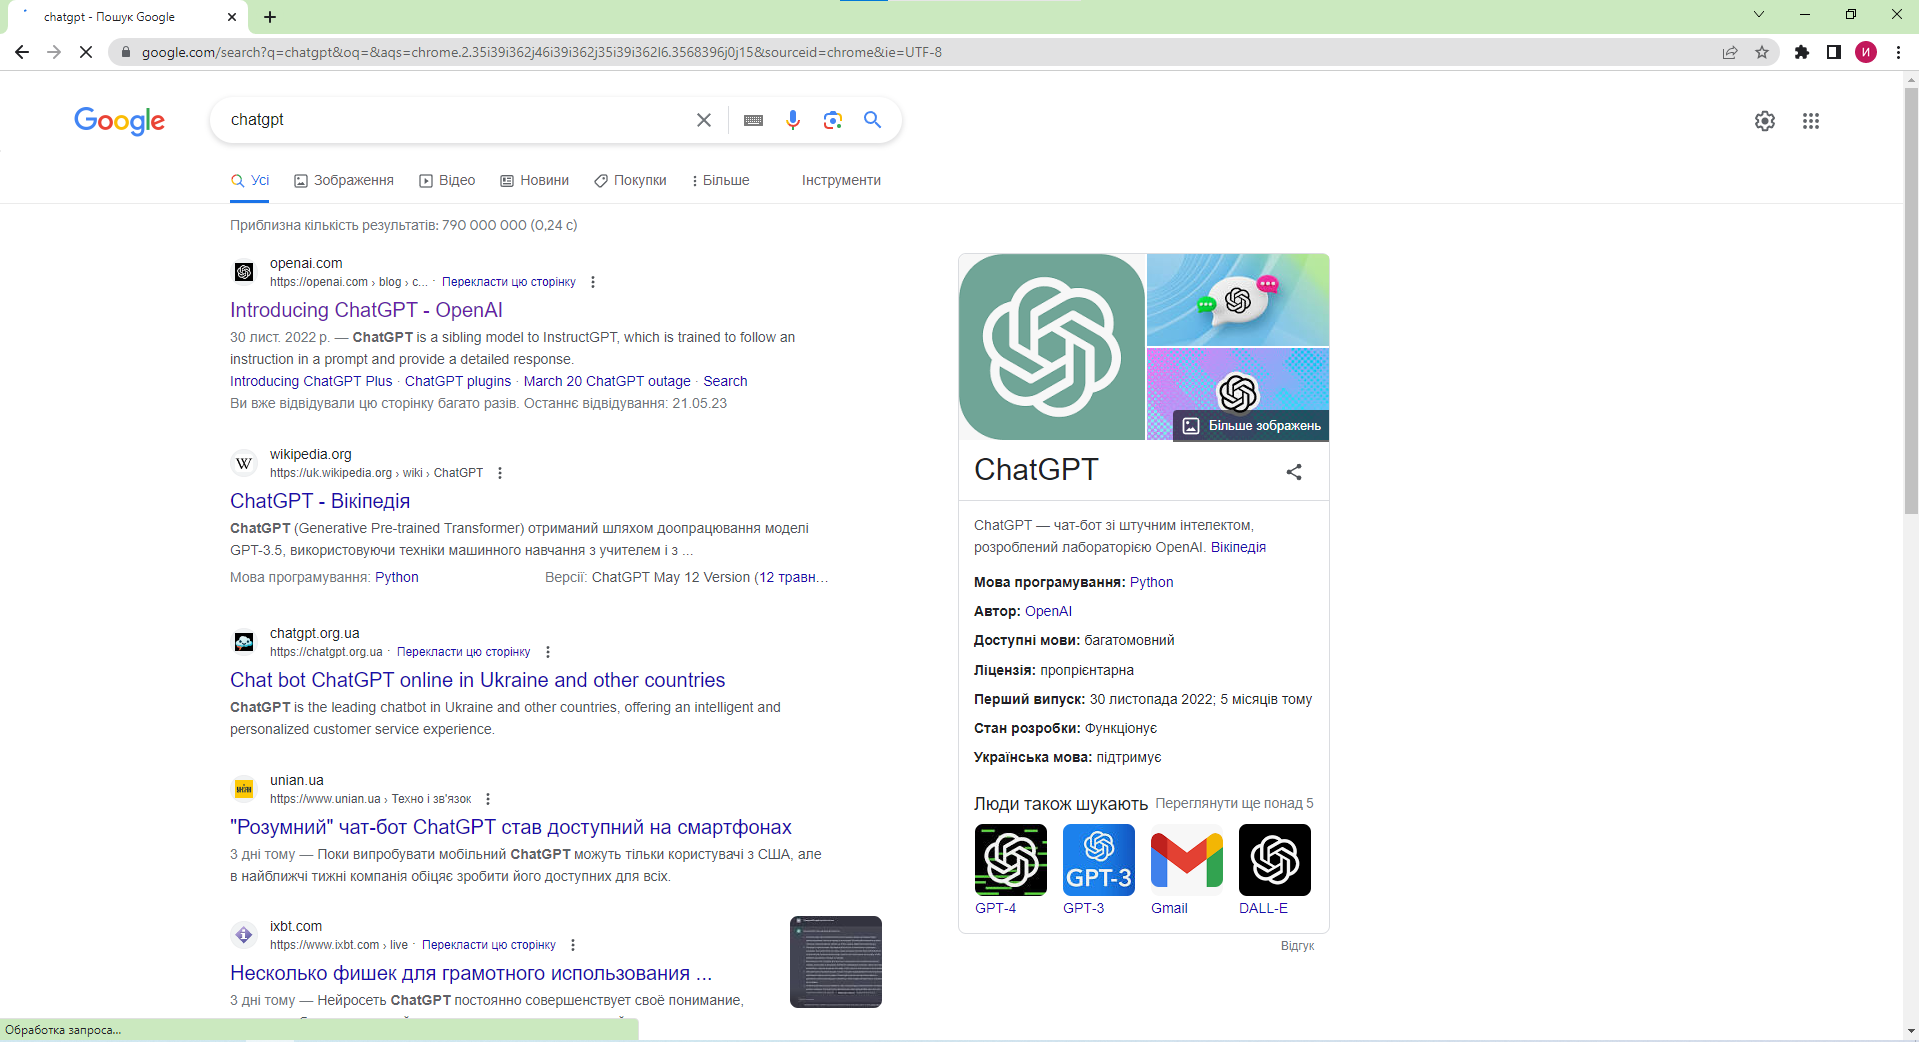 chatgpt - Пошук Google
google.com/search?q=chatgpt&oq=&aqs=chrome.2.35i39i362j46i39i362j35i39i362l6.3568396j0j15&sourceid=chrome&ie=UTF-8
И
Google
chatgpt
Усі Зображення Відео Новини Покупки Більше Інструменти
Приблизна кількість результатів: 790 000 000 (0,24 с)
openai.com
https://openai.com › blog › c... · Перекласти цю сторінку
Introducing ChatGPT - OpenAI
30 лист. 2022 р. — ChatGPT is a sibling model to InstructGPT, which is trained to follow an
instruction in a prompt and provide a detailed response.
Introducing ChatGPT Plus · ChatGPT plugins · March 20 ChatGPT outage · Search
Ви вже відвідували цю сторінку багато разів. Останнє відвідування: 21.05.23
W
wikipedia.org
https://uk.wikipedia.org › wiki › ChatGPT
ChatGPT - Вікіпедія
ChatGPT (Generative Pre-trained Transformer) отриманий шляхом доопрацювання моделі
GPT-3.5, використовуючи техніки машинного навчання з учителем і з ...
Мова програмування: Python Версії: ChatGPT May 12 Version (12 травн…
chatgpt.org.ua
https://chatgpt.org.ua · Перекласти цю сторінку
Chat bot ChatGPT online in Ukraine and other countries
ChatGPT is the leading chatbot in Ukraine and other countries, offering an intelligent and
personalized customer service experience.
unian.ua
https://www.unian.ua › Техно і зв'язок
"Розумний" чат-бот ChatGPT став доступний на смартфонах
3 дні тому — Поки випробувати мобільний ChatGPT можуть тільки користувачі з США, але
в найближчі тижні компанія обіцяє зробити його доступних для всіх.
ixbt.com
https://www.ixbt.com › live · Перекласти цю сторінку
Несколько фишек для грамотного использования ...
3 дні тому — Нейросеть ChatGPT постоянно совершенствует своё понимание,
Обработка запроса...
Більше зображень
ChatGPT
ChatGPT — чат-бот зі штучним інтелектом,
розроблений лабораторією OpenAI. Вікіпедія
Мова програмування: Python
Автор: OpenAI
Доступні мови: багатомовний
Ліцензія: пропрієнтарна
Перший випуск: 30 листопада 2022; 5 місяців тому
Стан розробки: Функціонує
Українська мова: підтримує
Люди також шукають Переглянути ще понад 5
GPT-3
GPT-4 GPT-3 Gmail DALL-E
Відгук